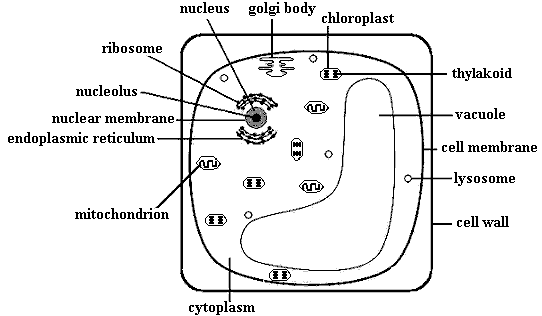 nucleus
golgi body
chloroplast
ribosome
thylakoid
nucleolus
vacuole
nuclear membrane
endoplasmic reticulum
cell membrane
lysosome
mitochondrion
cell wall
cytoplasm